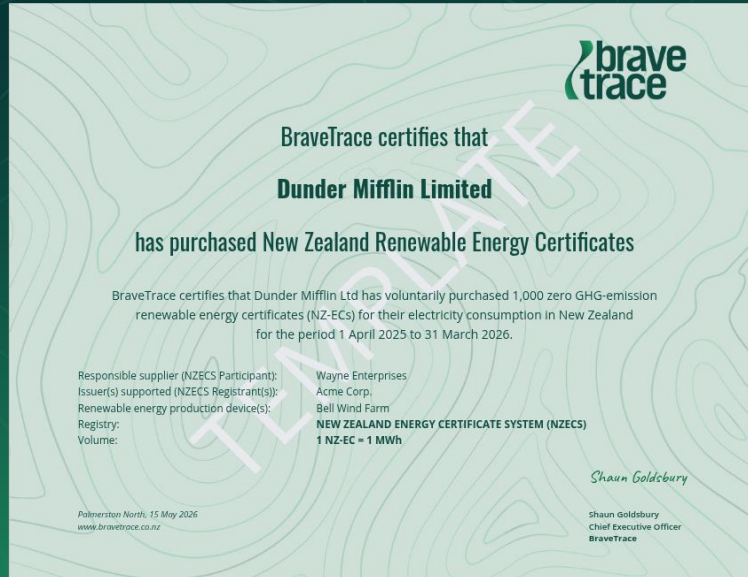 brave
trace
BraveTrace certifies that
Dunder Mifflin Limited
has purchased New Zealand Renewable Energy Certificates
BraveTrace certifies that Dunder Mifflin Ltd has voluntarily purchased 1,000 zero GHG-emission
renewable energy certificates (NZ-ECs) for their electricity consumption in New Zealand
for the period 1 April 2025 to 31 March 2026.
Responsible supplier (NZECS Participant): Wayne Enterprises
Issuer(s) supported (NZECS Registrant(s)): Acme Corp.
Renewable energy production device(s): Bell Wind Farm
Registry: NEW ZEALAND ENERGY CERTIFICATE SYSTEM (NZECS)
Volume: 1 NZ-EC = 1 MWh
TEMPLATE
Shaun Goldsbury
Palmerston North, 15 May 2026
www.bravetrace.co.nz
Shaun Goldsbury
Chief Executive Officer
BraveTrace